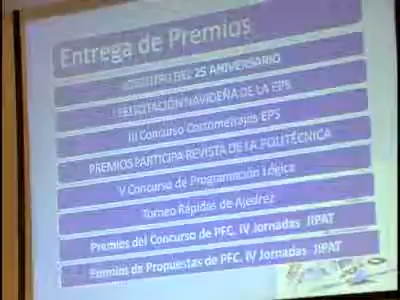 Entrega de Premios
LOGOTIPO DEL 25 ANIVERSARIO
FELICITACIÓN NAVIDEÑA DE LA EPS
III Concurso Cortometrajes EPS
PREMIOS PARTICIPA REVISTA DE LA POLITÉCNICA
V Concurso de Programación Lógica
Torneo Rápidas de Ajedrez
Premios del Concurso de PFC. IV Jornadas JIPAT
Premios de Propuestas de PFC. IV Jornadas JIPAT